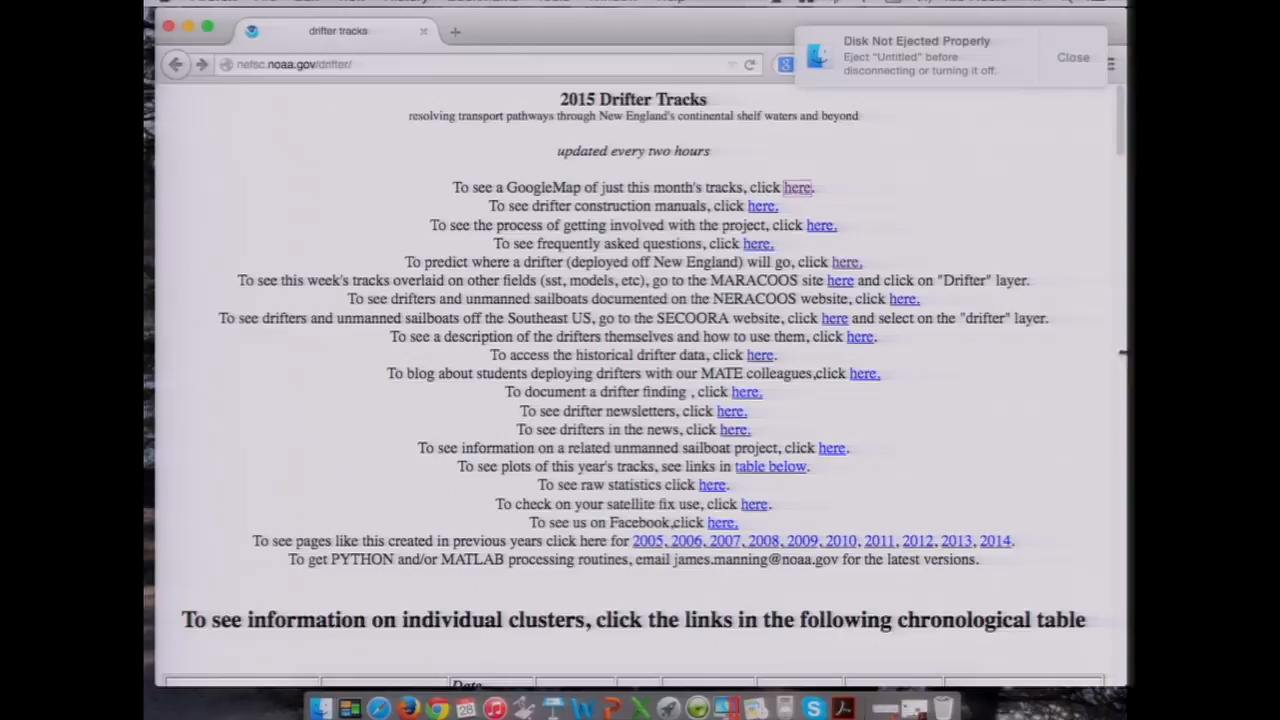 drifter tracks
Disk Not Ejected Properly
Eject "Untitled" before
disconnecting or turning it off.
Close
nefsc.noaa.gov/drifter/
2015 Drifter Tracks
resolving transport pathways through New England's continental shelf waters and beyond
updated every two hours
To see a GoogleMap of just this month's tracks, click here.
To see drifter construction manuals, click here.
To see the process of getting involved with the project, click here.
To see frequently asked questions, click here.
To predict where a drifter (deployed off New England) will go, click here.
To see this week's tracks overlaid on other fields (sst, models, etc), go to the MARACOOS site here and click on "Drifter" layer.
To see drifters and unmanned sailboats documented on the NERACOOS website, click here.
To see drifters and unmanned sailboats off the Southeast US, go to the SECOORA website, click here and select on the "drifter" layer.
To see a description of the drifters themselves and how to use them, click here.
To access the historical drifter data, click here.
To blog about students deploying drifters with our MATE colleagues,click here.
To document a drifter finding , click here.
To see drifter newsletters, click here.
To see drifters in the news, click here.
To see information on a related unmanned sailboat project, click here.
To see plots of this year's tracks, see links in table below.
To see raw statistics click here.
To check on your satellite fix use, click here.
To see us on Facebook,click here.
To see pages like this created in previous years click here for 2005, 2006, 2007, 2008, 2009, 2010, 2011, 2012, 2013, 2014.
To get PYTHON and/or MATLAB processing routines, email james.manning@noaa.gov for the latest versions.
To see information on individual clusters, click the links in the following chronological table
Date